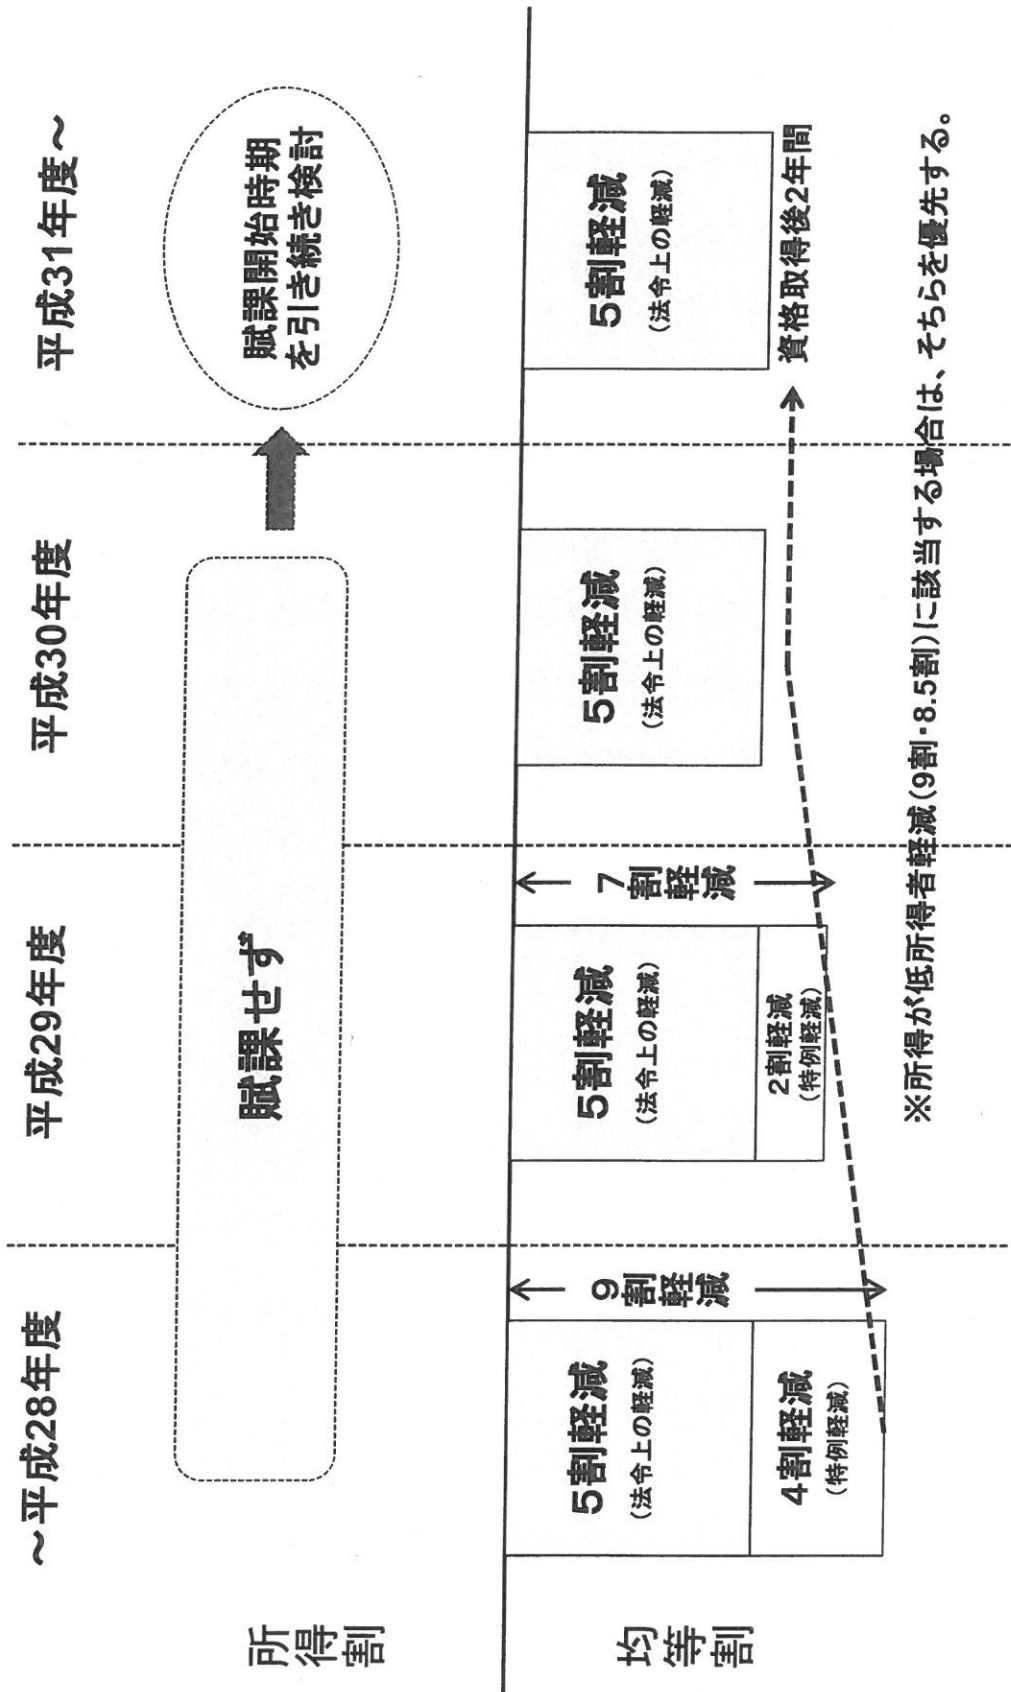 ～平成28年度
平成29年度
平成30年度
平成31年度～
所得割
賦課せず
賦課開始時期
を引き続き検討
均等割
5割軽減
（法令上の軽減）
4割軽減
（特例軽減）
9割軽減
5割軽減
（法令上の軽減）
2割軽減
（特例軽減）
7割軽減
5割軽減
（法令上の軽減）
5割軽減
（法令上の軽減）
資格取得後2年間
※所得が低所得者軽減（9割・8.5割）に該当する場合は、そちらを優先する。